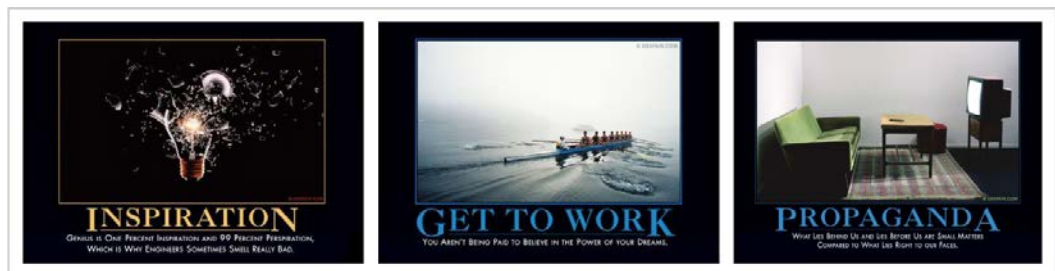 INSPIRATION
GENIUS IS ONE PERCENT INSPIRATION AND 99 PERCENT PERSPIRATION,
WHICH IS WHY ENGINEERS SOMETIMES SMELL REALLY BAD.
© DESPAIR.COM
GET TO WORK
YOU AREN'T BEING PAID TO BELIEVE IN THE POWER OF YOUR DREAMS.
PROPAGANDA
WHAT LIES BEHIND US AND LIES BEFORE US ARE SMALL MATTERS
COMPARED TO WHAT LIES RIGHT TO OUR FACES.